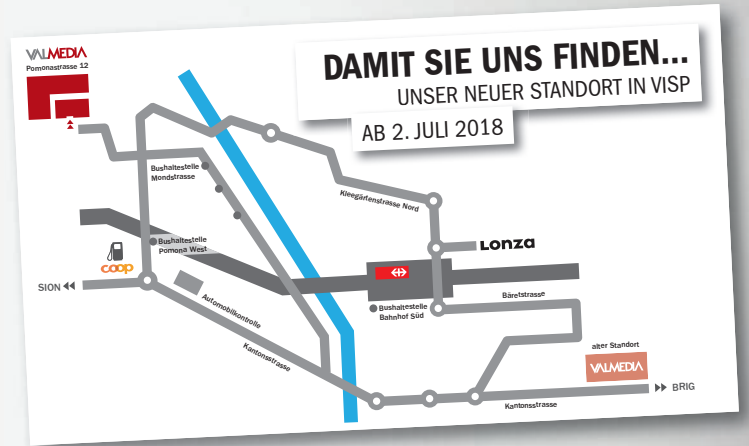 VALMEDIA
Pomonastrasse 12
DAMIT SIE UNS FINDEN...
UNSER NEUER STANDORT IN VISP
AB 2. JULI 2018
Bushaltestelle
Mondstrasse
Kleegärtenstrasse Nord
Bushaltestelle
Pomona West
Lonza
coop
SION
Automobilkontrolle
Bäretstrasse
Bushaltestelle
Bahnhof Süd
Kantonsstrasse
alter Standort
VALMEDIA
BRIG
Kantonsstrasse